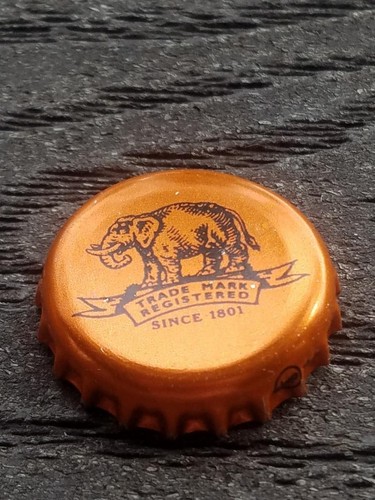 TRADE MARK
REGISTERED
SINCE 1801